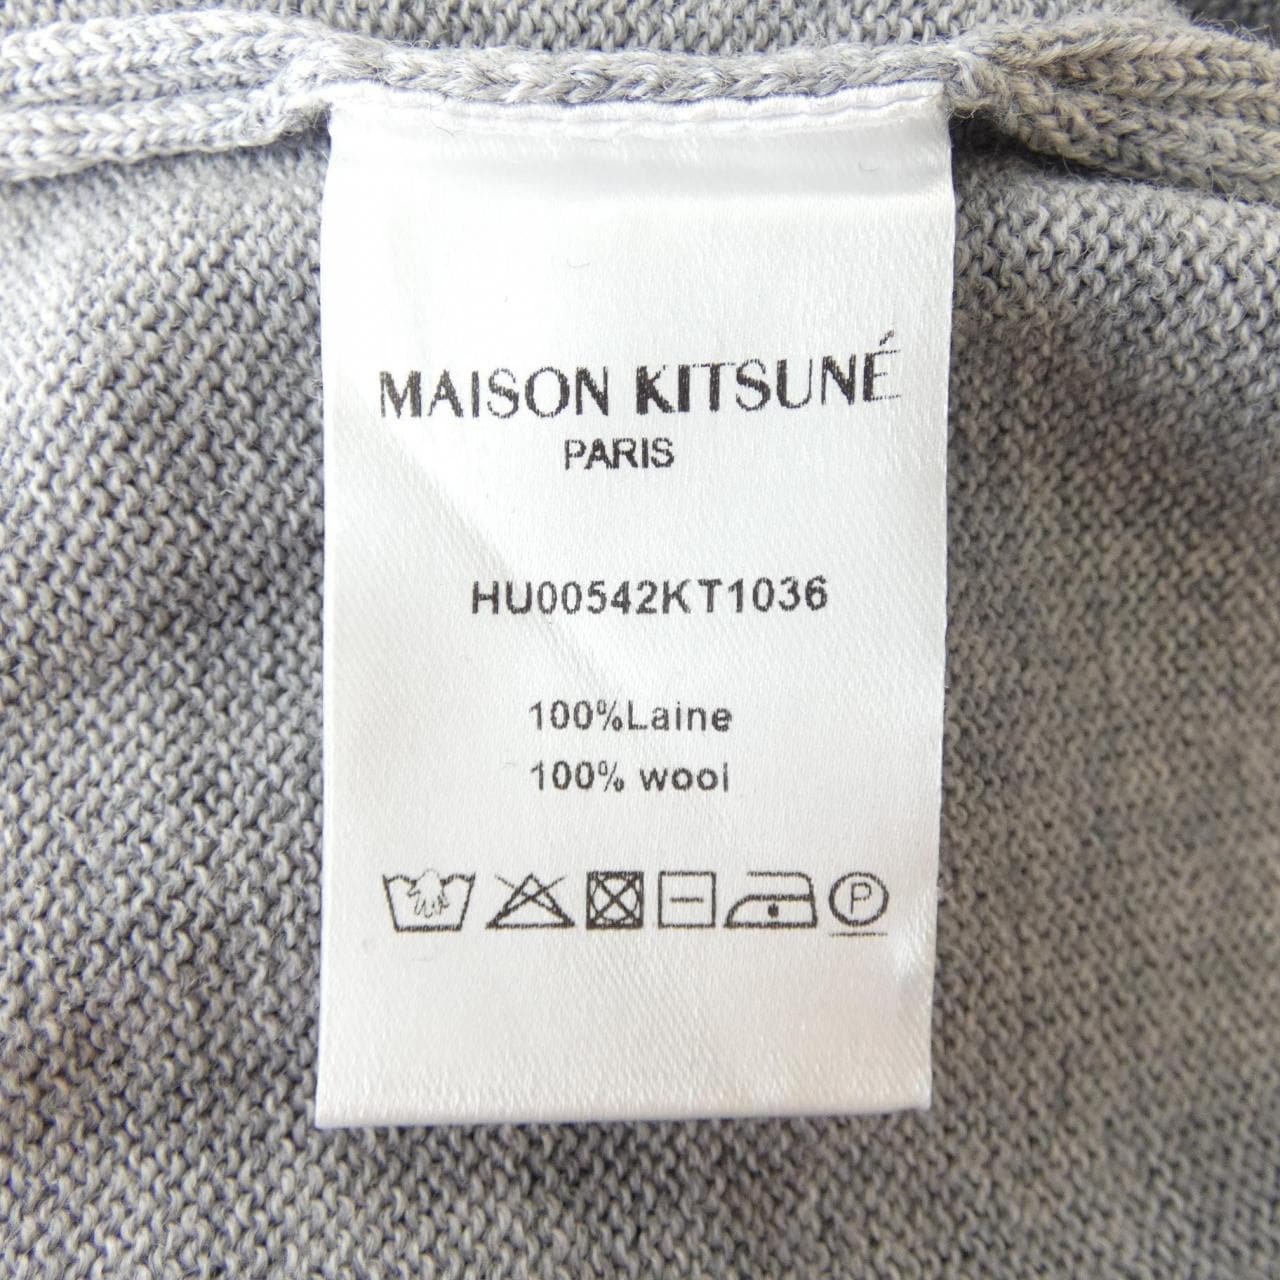 MAISON KITSUNÉ
PARIS
HU00542KT1036
100%Laine
100% wool
P